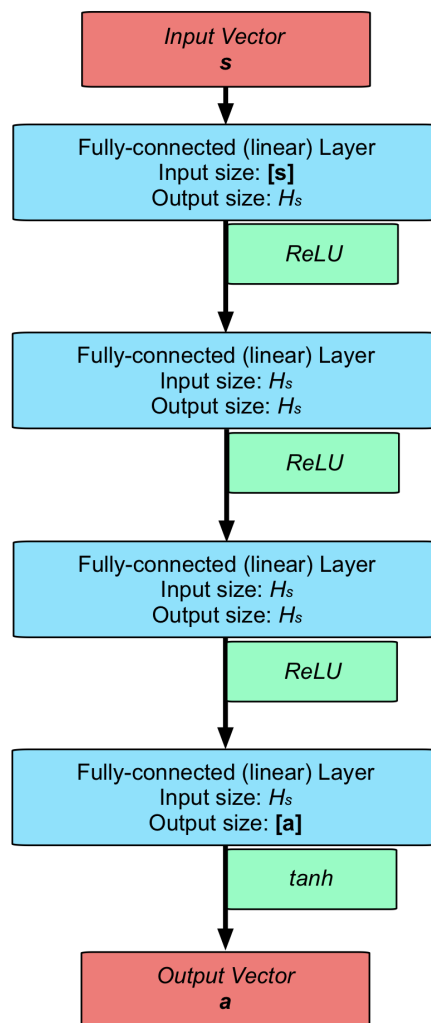 Input Vector
s
Fully-connected (linear) Layer
Input size: [s]
Output size: Hs
ReLU
Fully-connected (linear) Layer
Input size: Hs
Output size: Hs
ReLU
Fully-connected (linear) Layer
Input size: Hs
Output size: Hs
ReLU
Fully-connected (linear) Layer
Input size: Hs
Output size: [a]
tanh
Output Vector
a